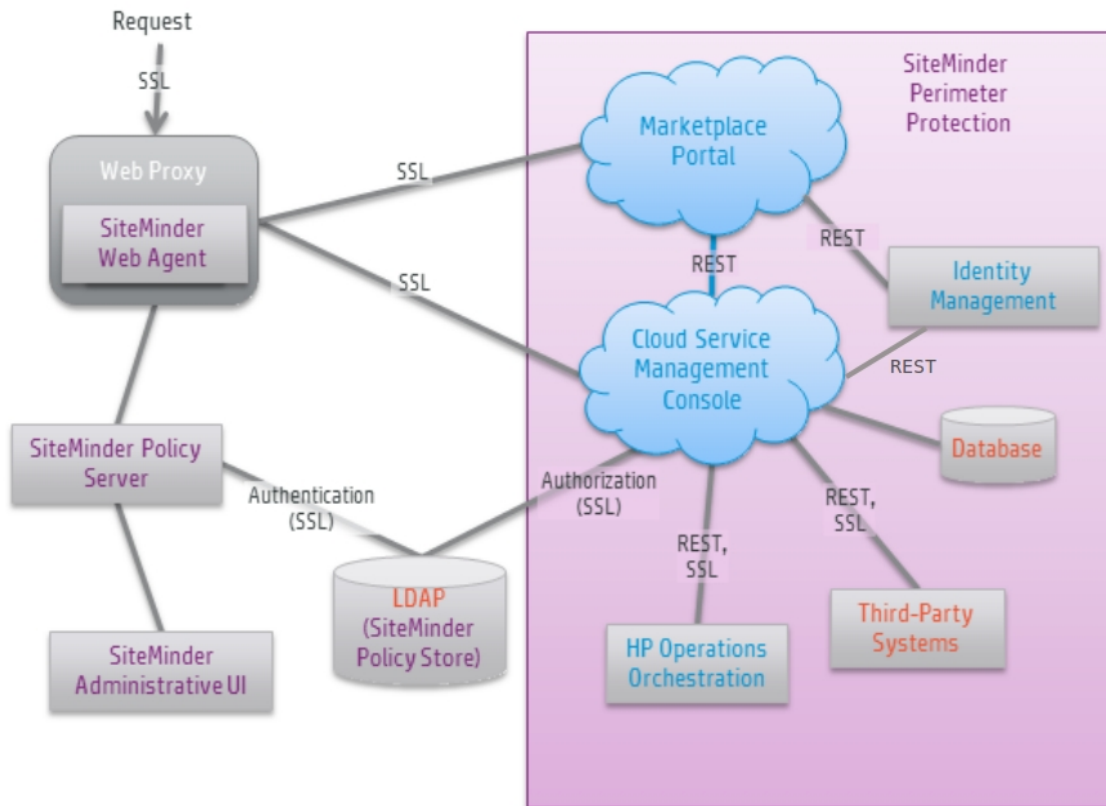 Request
SSL
SiteMinder
Perimeter
Protection
Marketplace
Portal
Web Proxy
SiteMinder
Web Agent
SSL
REST
REST
SSL
Identity
Management
Cloud Service
Management
Console
REST
SiteMinder Policy
Server
Database
Authentication
(SSL)
Authorization
(SSL)
REST,
SSL
REST,
SSL
LDAP
(SiteMinder
Policy Store)
Third-Party
Systems
SiteMinder
Administrative UI
HP Operations
Orchestration